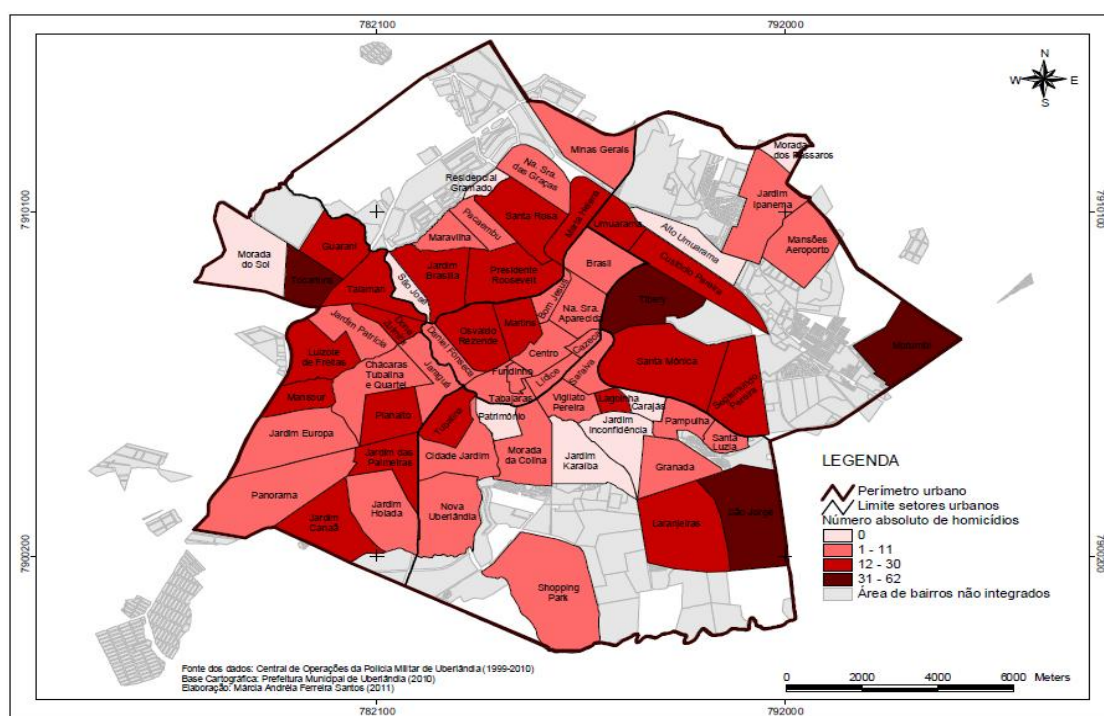 782100
792000
N
W
E
S
Morada
dos Pássaros
Minas Gerais
Na. Sra.
das Graças
Residencial
Gramado
Jardim
Ipanema
7910100
7910100
Santa Rosa
Maria Helena
Umuarama
Pacaembu
Maravilha
Guarani
Alto Umuarama
Mansões
Aeroporto
Morada
do Sol
Custódio Pereira
Brasil
Jardim
Brasília
Presidente
Roosevelt
São José
Tocantins
Taiaman
Bom Jesus
Tibery
Na. Sra.
Aparecida
Dona
Zulmira
Jardim Patrícia
Daniel Fonseca
Osvaldo
Rezende
Martins
Cazeca
Morumbi
Luizote
de Freitas
Centro
Chácaras
Tubalina
e Quartel
Jaraguá
Fundinho
Lídice
Saraiva
Santa Mônica
Segismundo
Pereira
Mansour
Tabajaras
Vigilato
Pereira
Lagoinha
Carajás
Planalto
Tubalina
Patrimônio
Jardim
Inconfidência
Pampulha
Jardim Europa
Santa
Luzia
Jardim das
Palmeiras
Cidade Jardim
Morada
da Colina
Jardim
Karaíba
Granada
Panorama
Jardim
Holada
Nova
Uberlândia
Jardim
Canaã
Laranjeiras
São Jorge
Shopping
Park
LEGENDA
Perímetro urbano
Limite setores urbanos
Número absoluto de homicídios
0
1 - 11
12 - 30
31 - 62
Área de bairros não integrados
7900200
7900200
Fonte dos dados: Central de Operações da Polícia Militar de Uberlândia (1999-2010)
Base Cartográfica: Prefeitura Municipal de Uberlândia (2010)
Elaboração: Márcia Andréia Ferreira Santos (2011)
0 2000 4000 6000 Meters
782100
792000